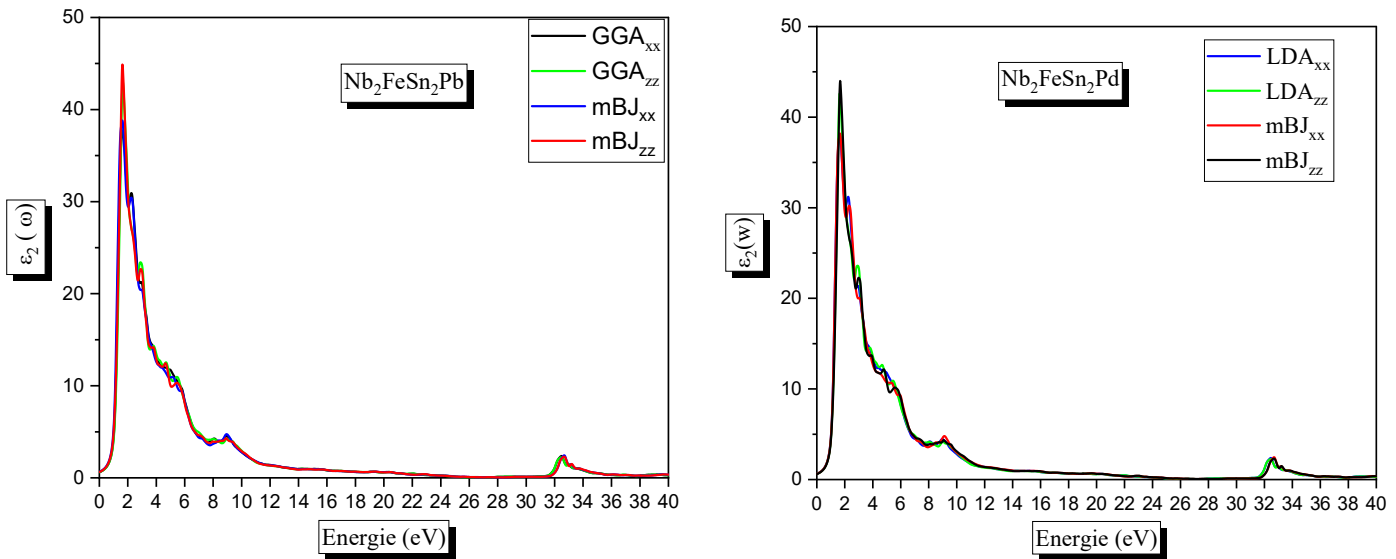 50
40
30
20
10
0
GGAxx
GGAzz
mBJxx
mBJzz
Nb2FeSn2Pb
ε2 ( ω)
0 2 4 6 8 10 12 14 16 18 20 22 24 26 28 30 32 34 36 38 40
Energie (eV)
50
40
30
20
10
0
LDAxx
LDAzz
mBJxx
mBJzz
Nb2FeSn2Pd
ε2(w)
0 2 4 6 8 10 12 14 16 18 20 22 24 26 28 30 32 34 36 38 40
Energie (eV)